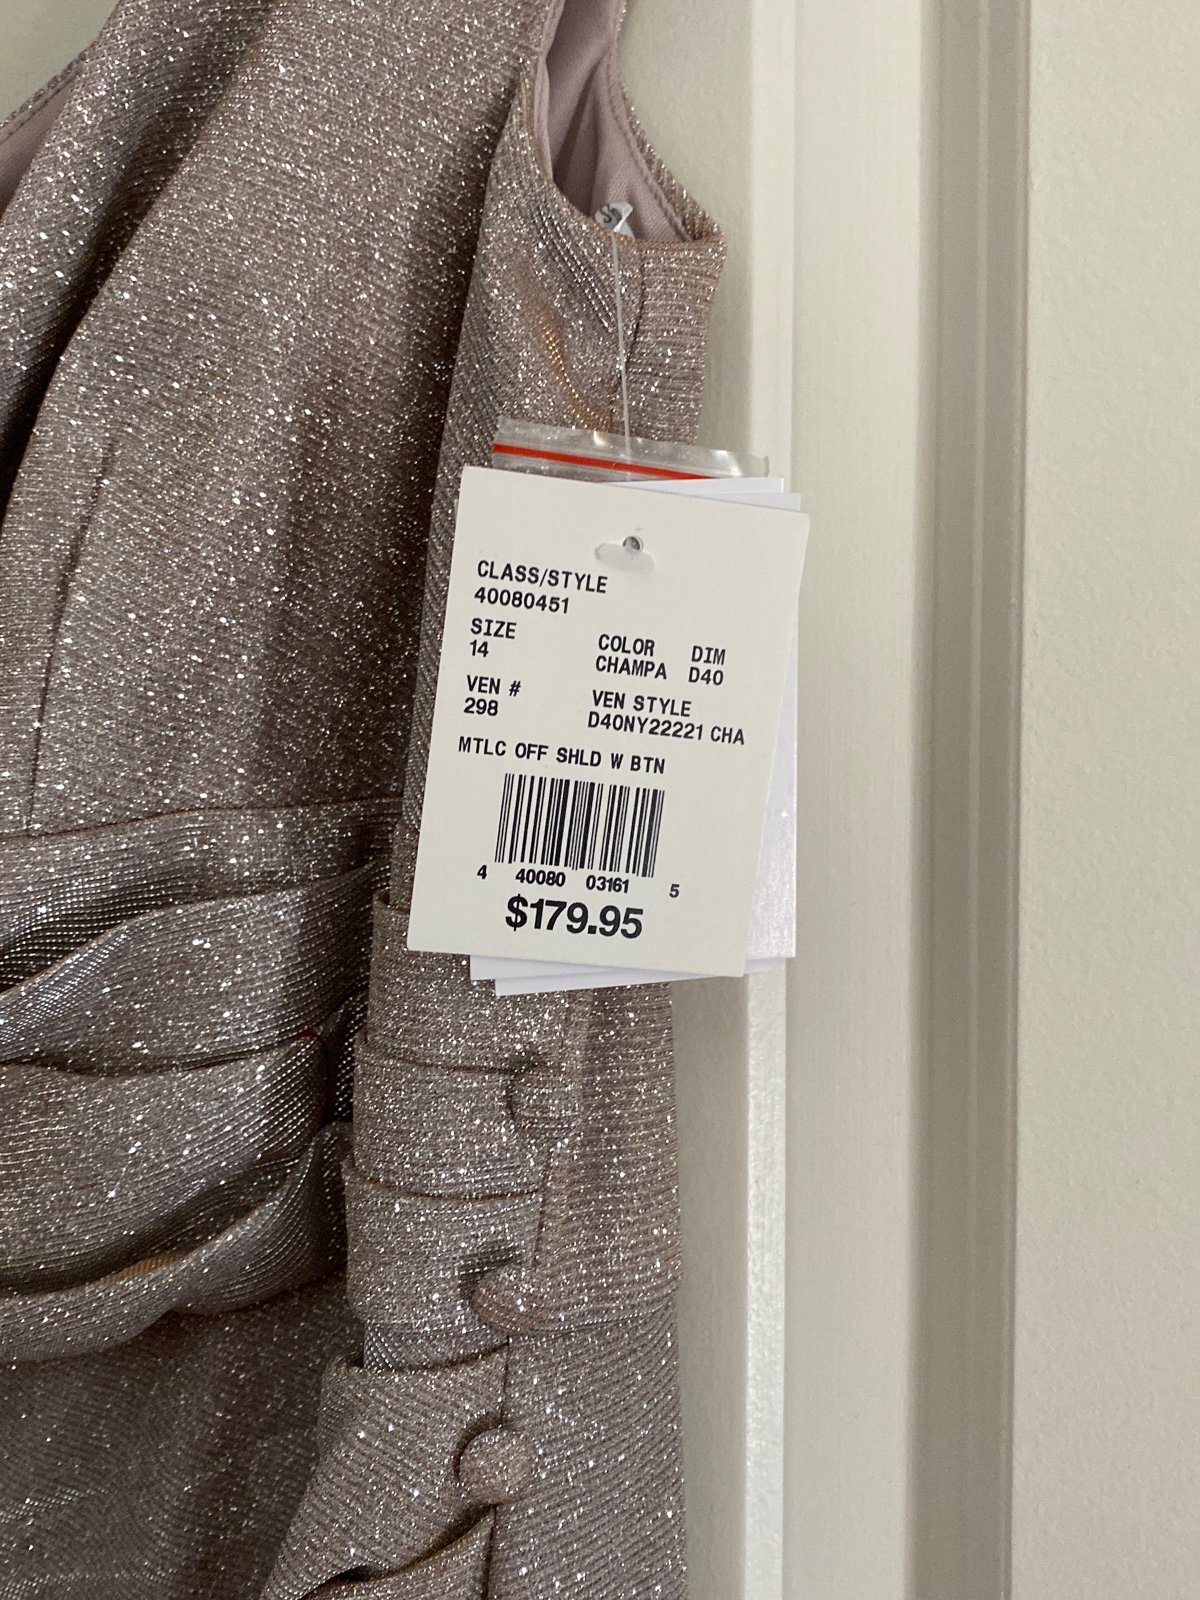 CLASS/STYLE
40080451
SIZE
14
COLOR DIM
CHAMPA D40
VEN #
298
VEN STYLE
D40NY22221 CHA
MTLC OFF SHLD W BTN
4 40080 03161 5
$179.95